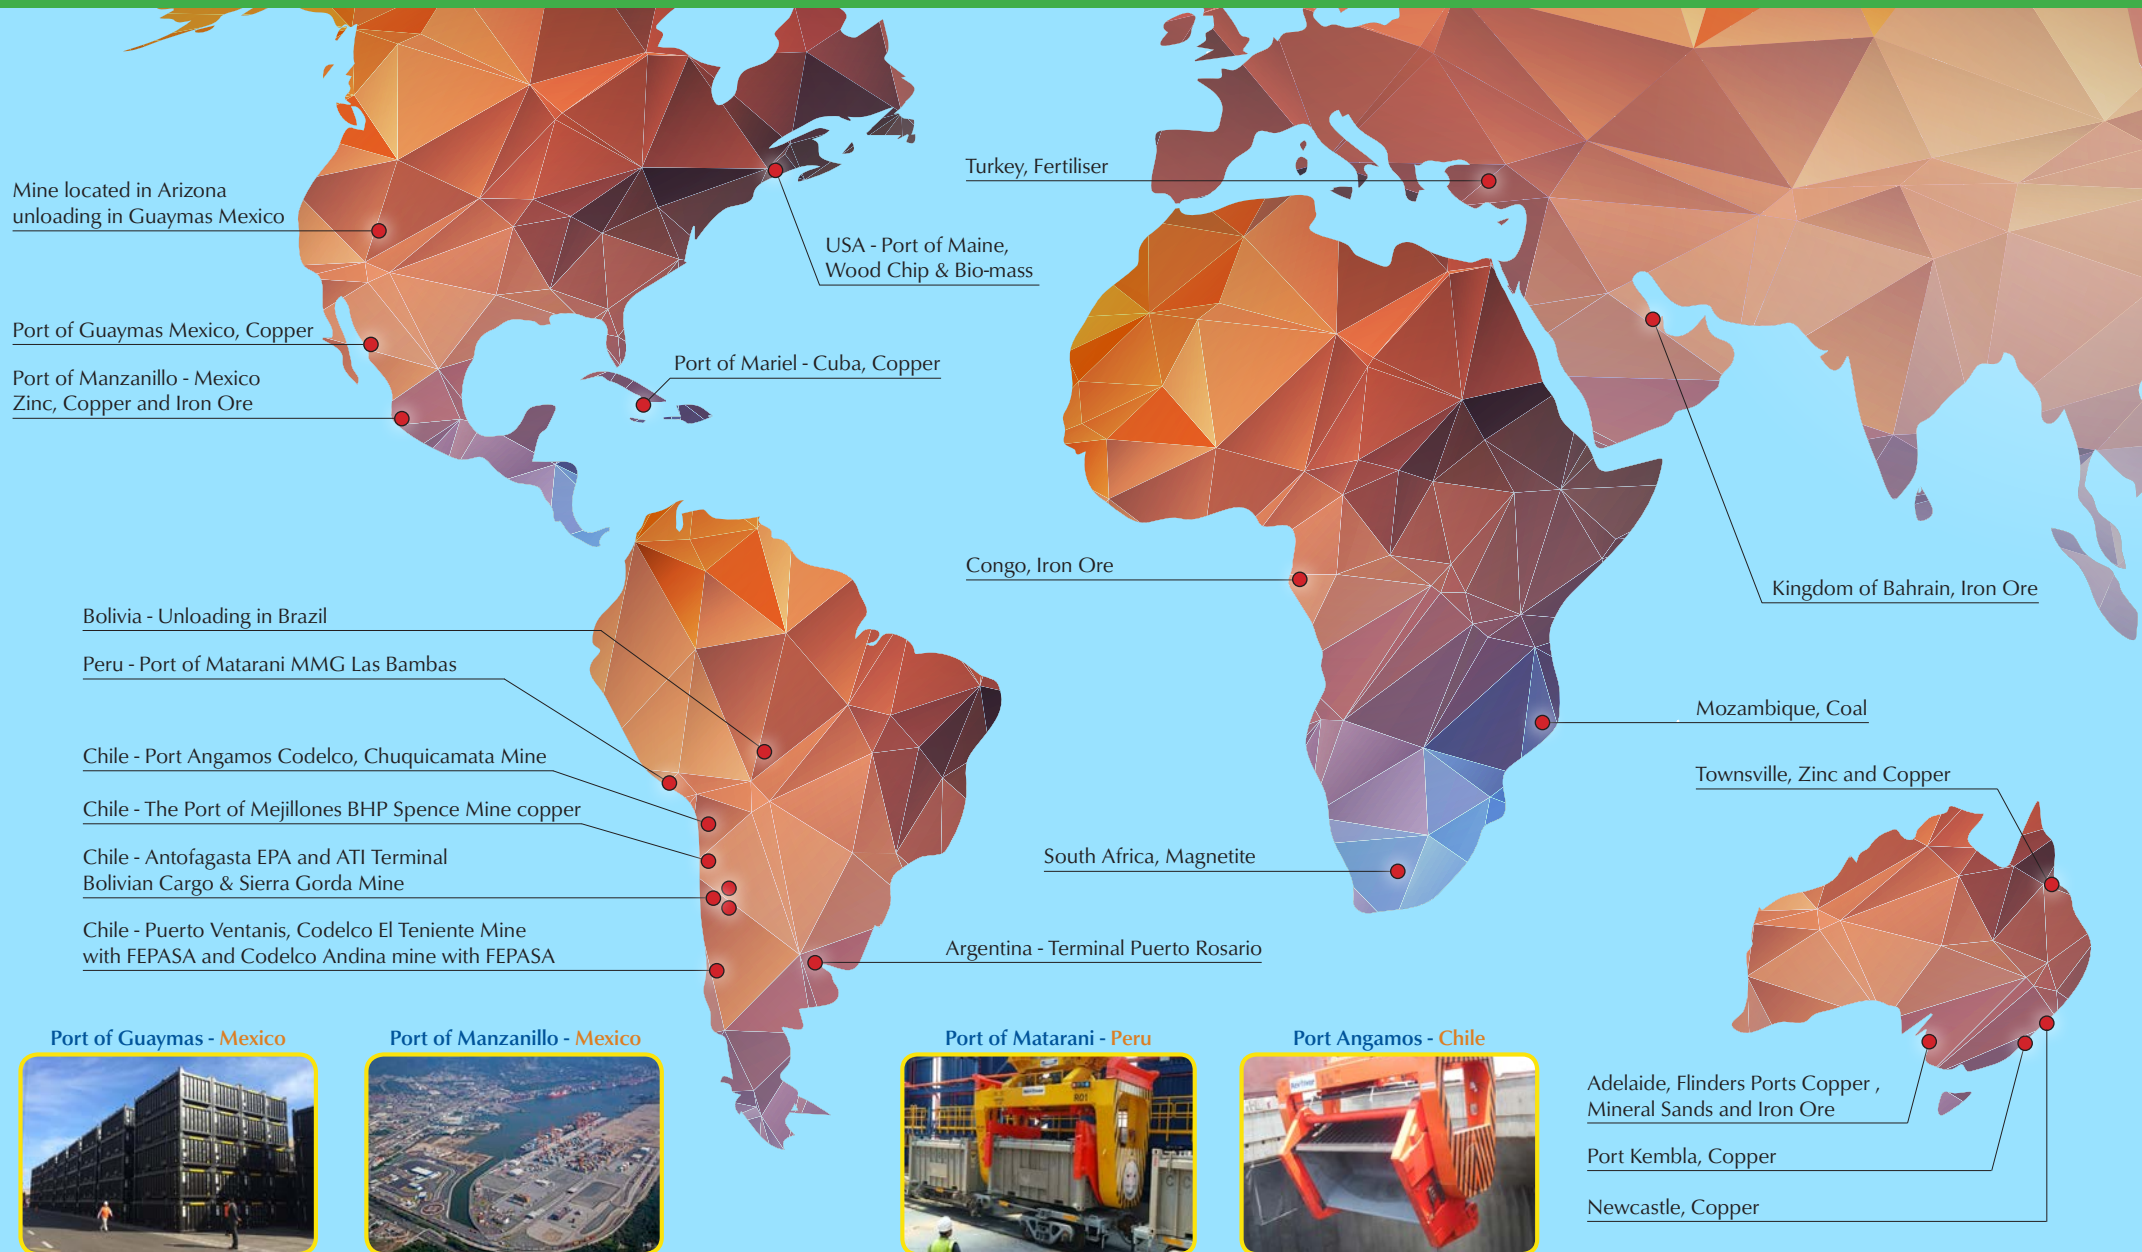 Mine located in Arizona
unloading in Guaymas Mexico
Port of Guaymas Mexico, Copper
Port of Manzanillo - Mexico
Zinc, Copper and Iron Ore
USA - Port of Maine,
Wood Chip & Bio-mass
Port of Mariel - Cuba, Copper
Turkey, Fertiliser
Congo, Iron Ore
Kingdom of Bahrain, Iron Ore
Bolivia - Unloading in Brazil
Peru - Port of Matarani MMG Las Bambas
Chile - Port Angamos Codelco, Chuquicamata Mine
Chile - The Port of Mejillones BHP Spence Mine copper
Chile - Antofagasta EPA and ATI Terminal
Bolivian Cargo & Sierra Gorda Mine
Chile - Puerto Ventanis, Codelco El Teniente Mine
with FEPASA and Codelco Andina mine with FEPASA
Argentina - Terminal Puerto Rosario
South Africa, Magnetite
Mozambique, Coal
Townsville, Zinc and Copper
Adelaide, Flinders Ports Copper ,
Mineral Sands and Iron Ore
Port Kembla, Copper
Newcastle, Copper
Port of Guaymas - Mexico
Port of Manzanillo - Mexico
Port of Matarani - Peru
Port Angamos - Chile
R01